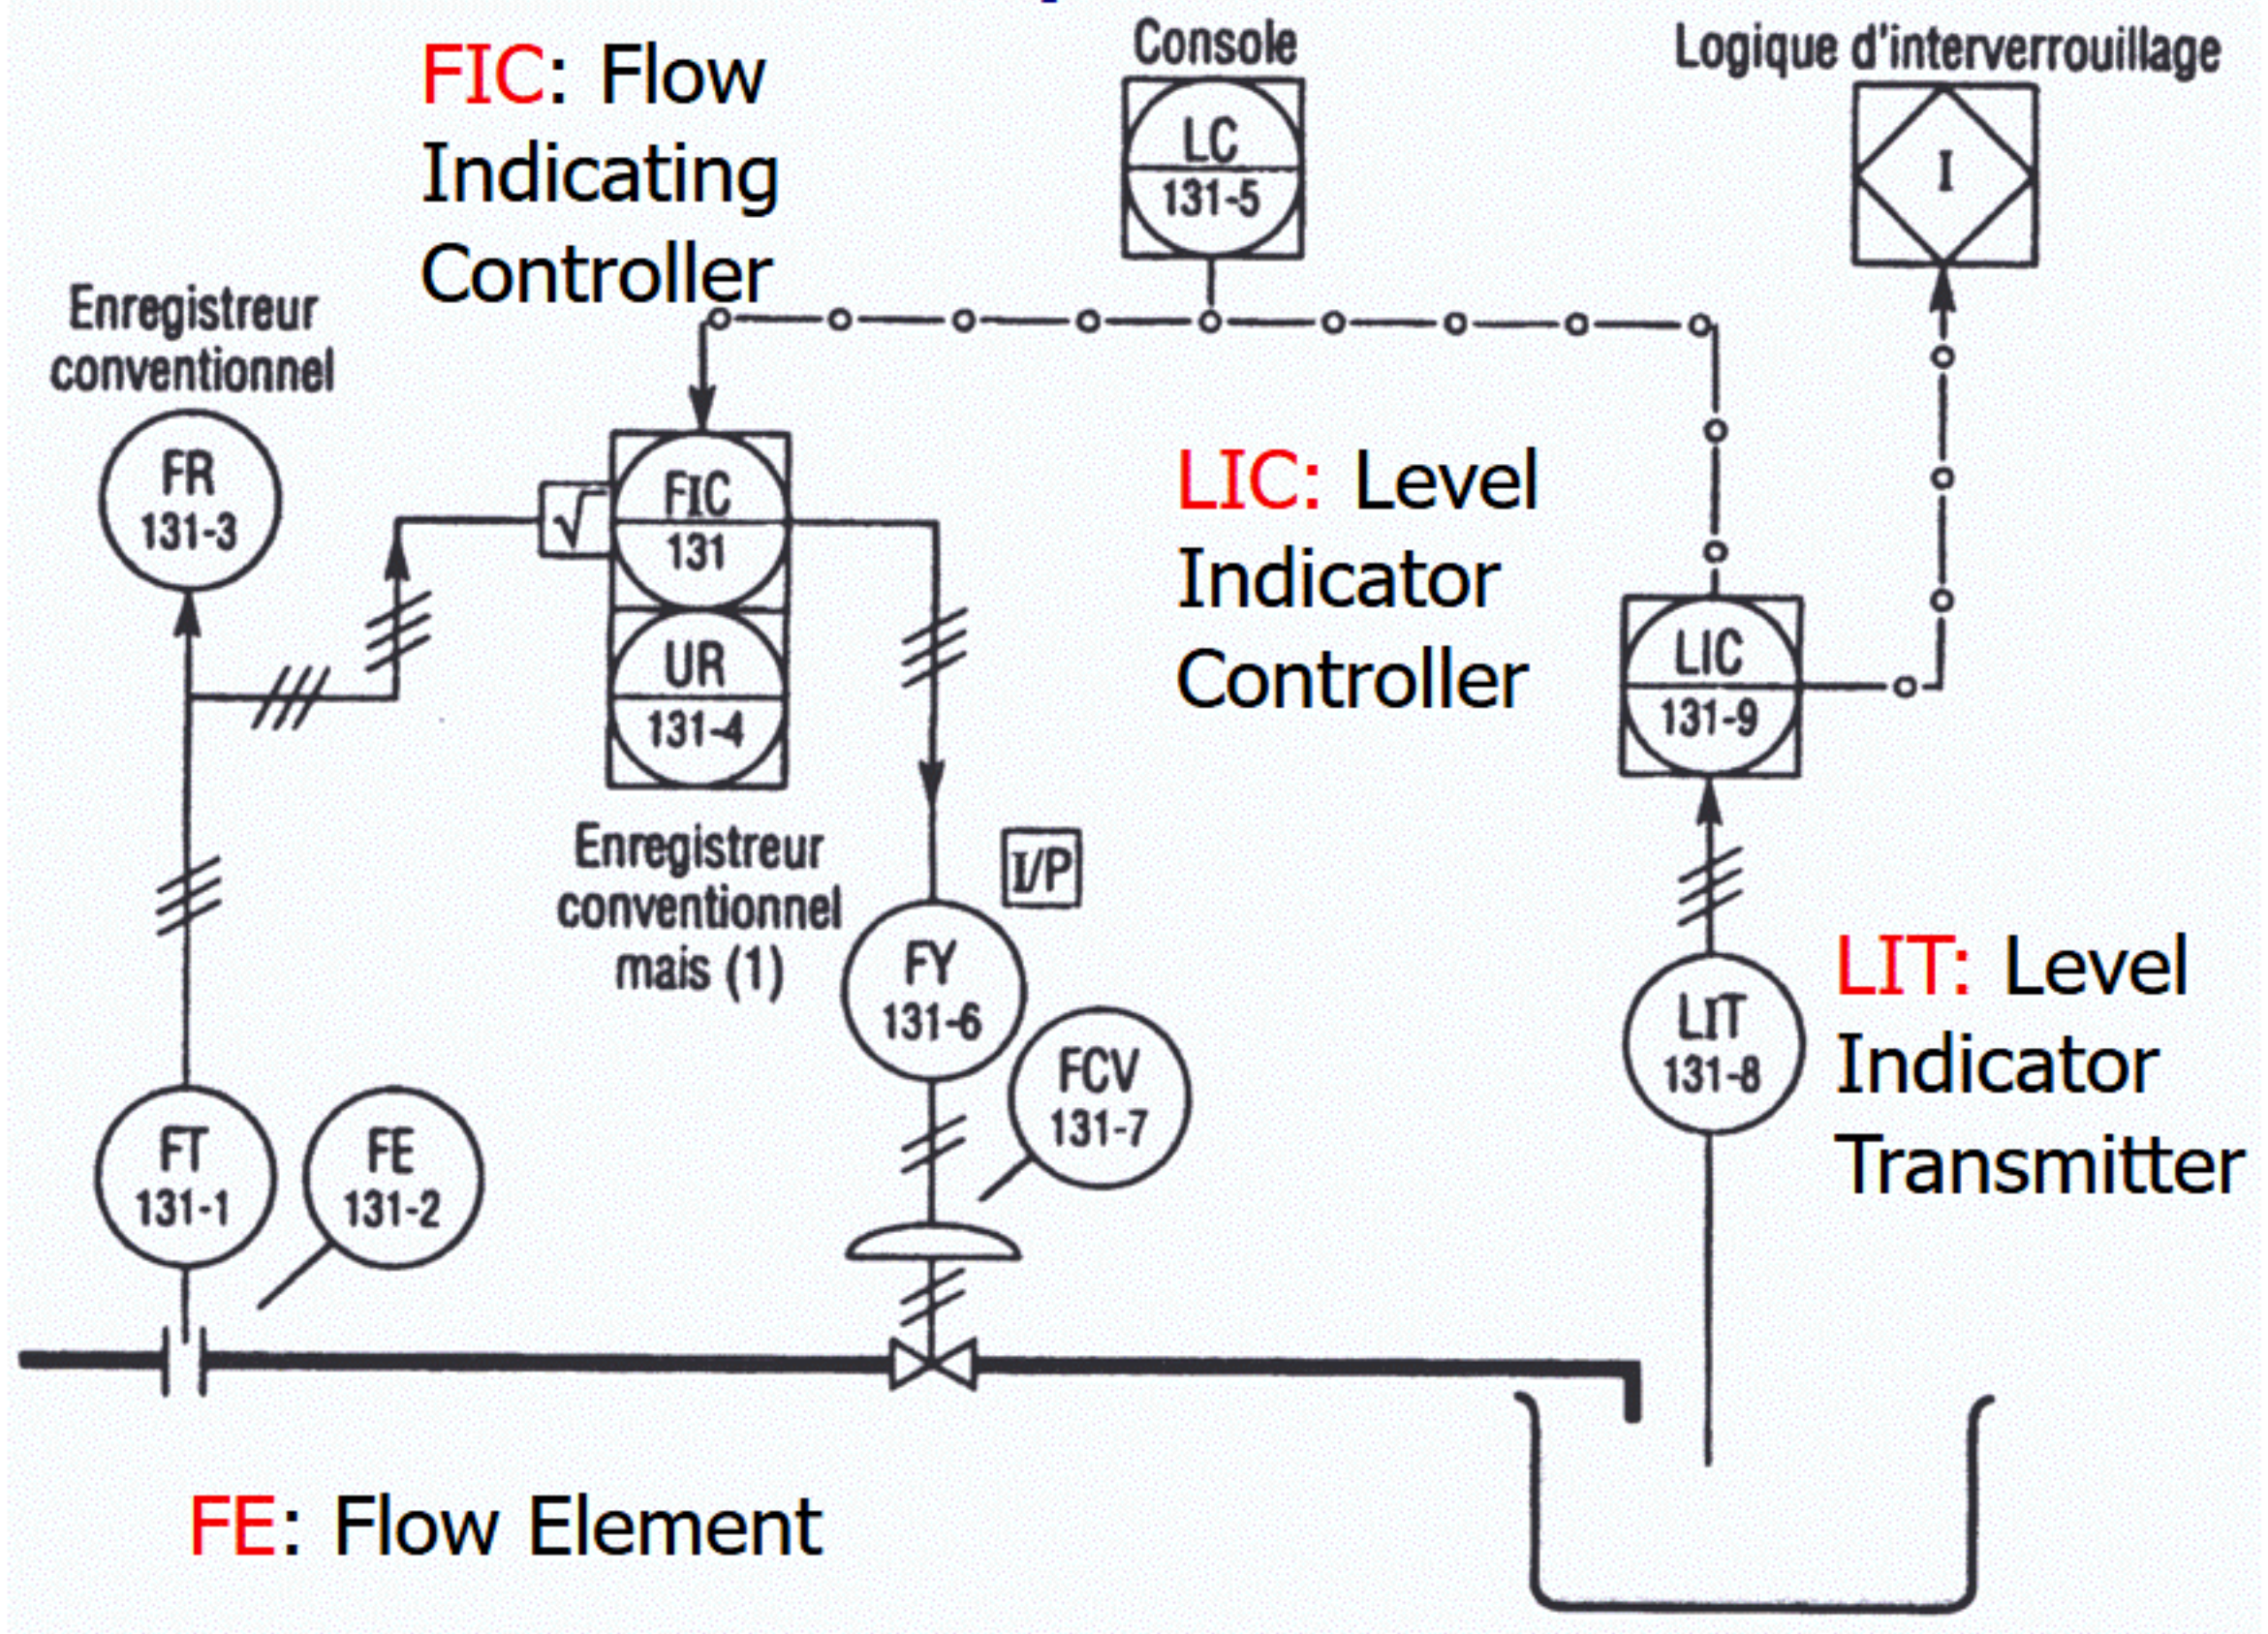 FIC: Flow
Indicating
Controller
Console
LC
131-5
Logique d'interverrouillage
I
Enregistreur
conventionnel
FR
131-3
√
FIC
131
UR
131-4
Enregistreur
conventionnel
mais (1)
LIC: Level
Indicator
Controller
LIC
131-9
I/P
FY
131-6
FCV
131-7
LIT
131-8
LIT: Level
Indicator
Transmitter
FT
131-1
FE
131-2
FE: Flow Element